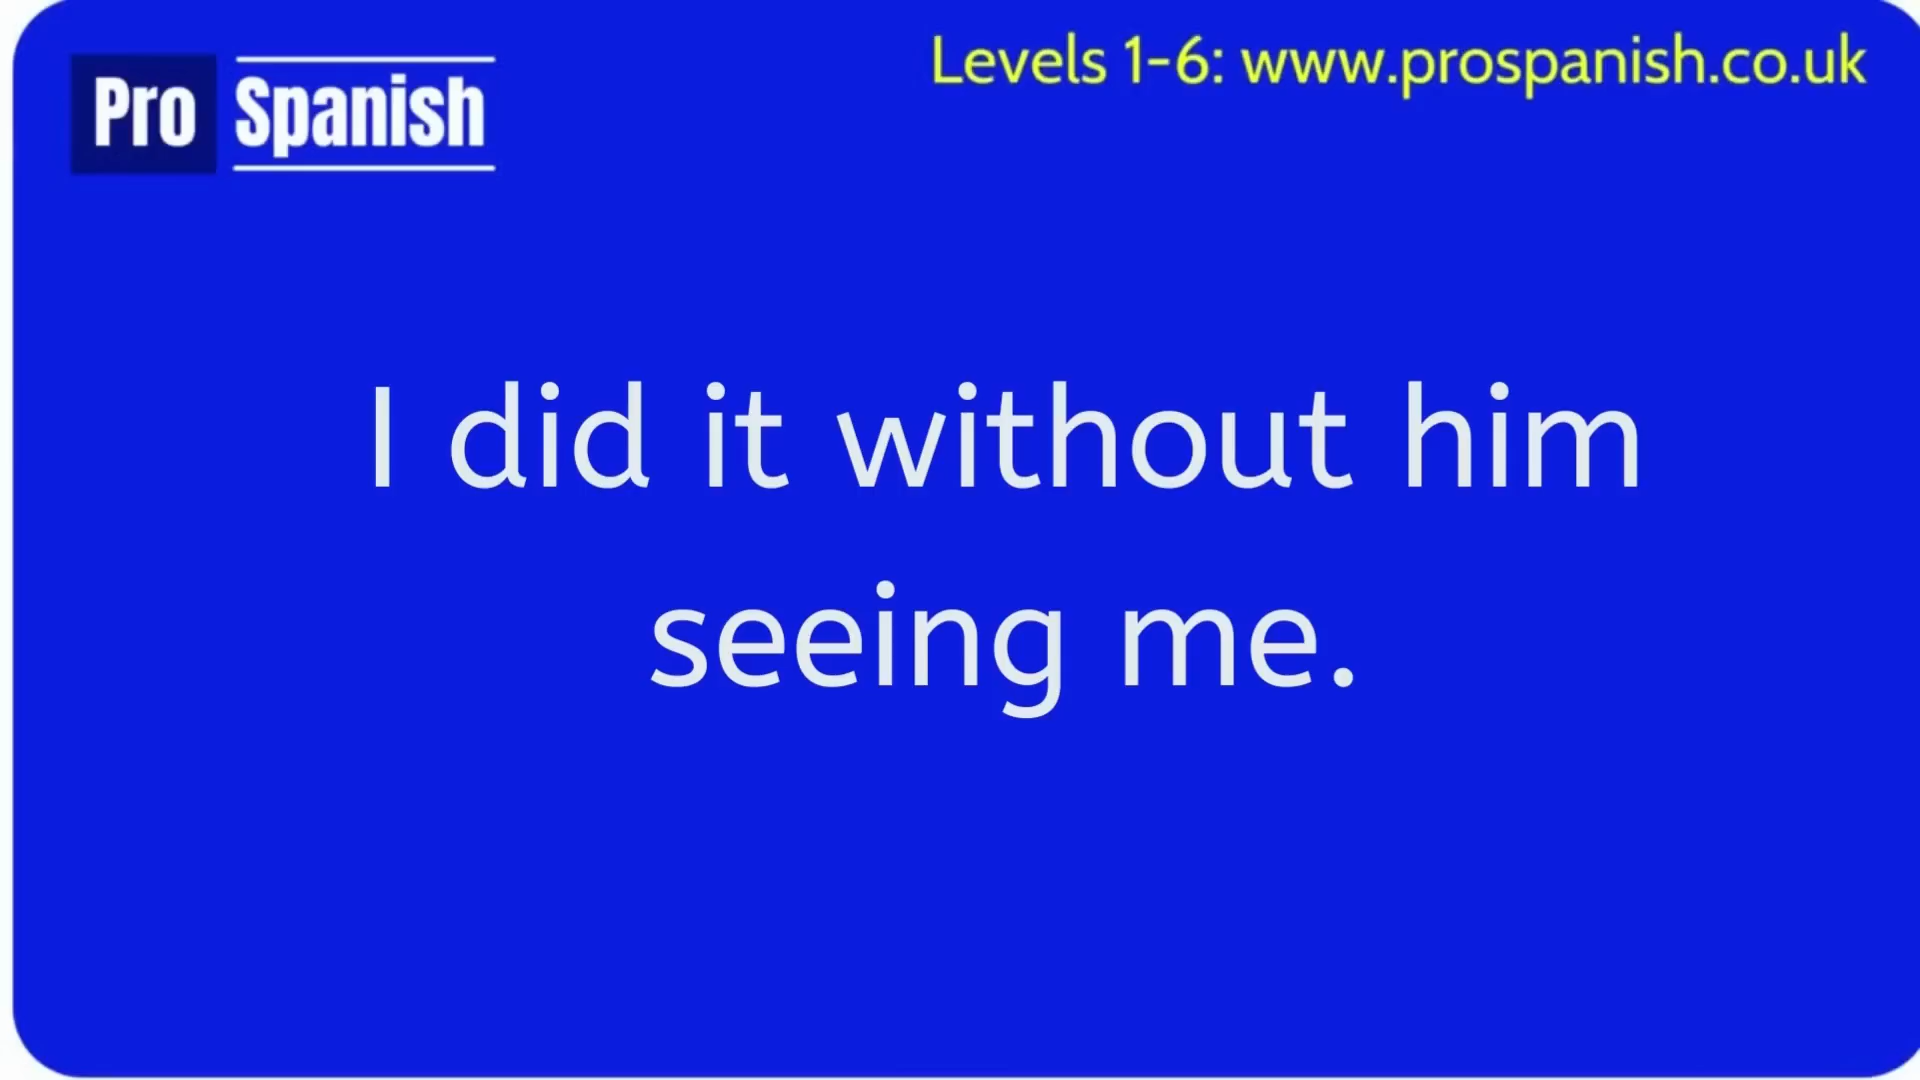 Pro Spanish
Levels 1-6: www.prospanish.co.uk
I did it without him
seeing me.